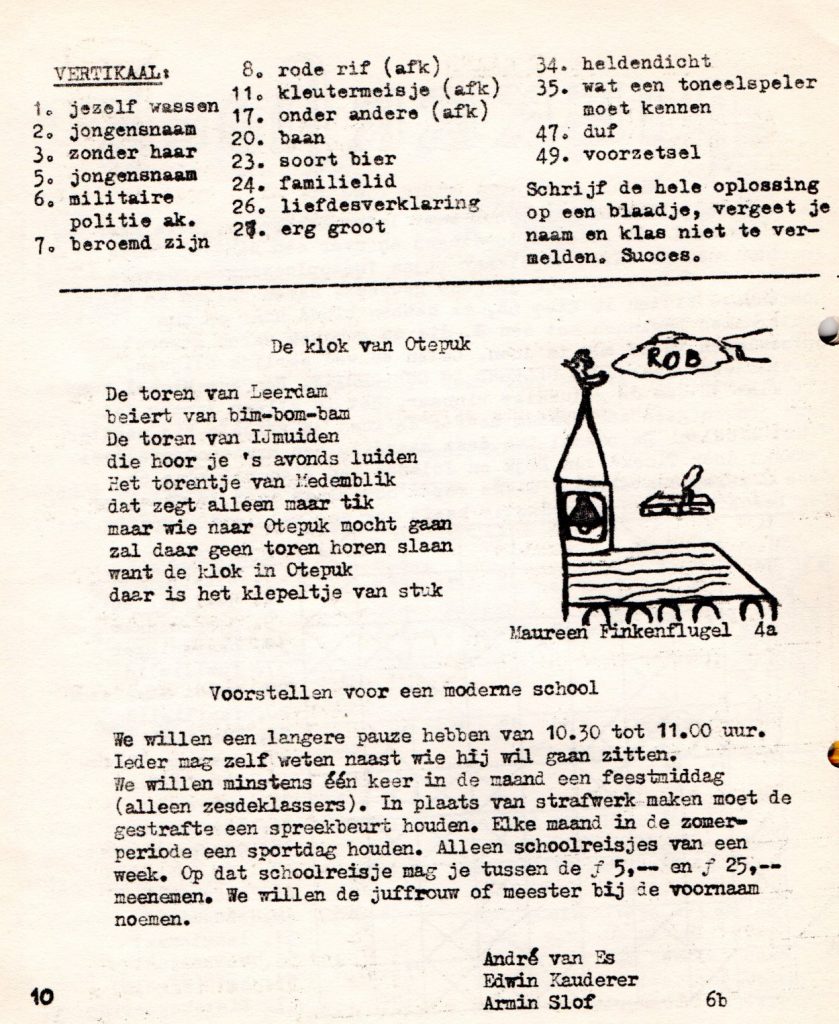 VERTIKAAL:
1. jezelf wassen
2. jongensnaam
3. zonder haar
5. jongensnaam
6. militaire
politie ak.
7. beroemd zijn
8. rode rif (afk)
11. kleutermeisje (afk)
17. onder andere (afk)
20. baan
23. soort bier
24. familielid
26. liefdesverklaring
27. erg groot
34. heldendicht
35. wat een toneelspeler
moet kennen
47. duf
49. voorzetsel
Schrijf de hele oplossing
op een blaadje, vergeet je
naam en klas niet te ver-
melden. Succes.
De klok van Otepuk
De toren van Leerdam
beiert van bim-bom-bam
De toren van IJmuiden
die hoor je 's avonds luiden
Het torentje van Medemblik
dat zegt alleen maar tik
maar wie naar Otepuk mocht gaan
zal daar geen toren horen slaan
want de klok in Otepuk
daar is het klepeltje van stuk
ROB
Maureen Finkenflugel 4a
Voorstellen voor een moderne school
We willen een langere pauze hebben van 10.30 tot 11.00 uur.
Ieder mag zelf weten naast wie hij wil gaan zitten.
We willen minstens één keer in de maand een feestmiddag
(alleen zesdeklassers). In plaats van strafwerk maken moet de
gestrafte een spreekbeurt houden. Elke maand in de zomer-
periode een sportdag houden. Alleen schoolreisjes van een
week. Op dat schoolreisje mag je tussen de ƒ 5,-- en ƒ 25,--
meenemen. We willen de juffrouw of meester bij de voornaam
noemen.
André van Es
Edwin Kauderer
Armin Slof 6b
10